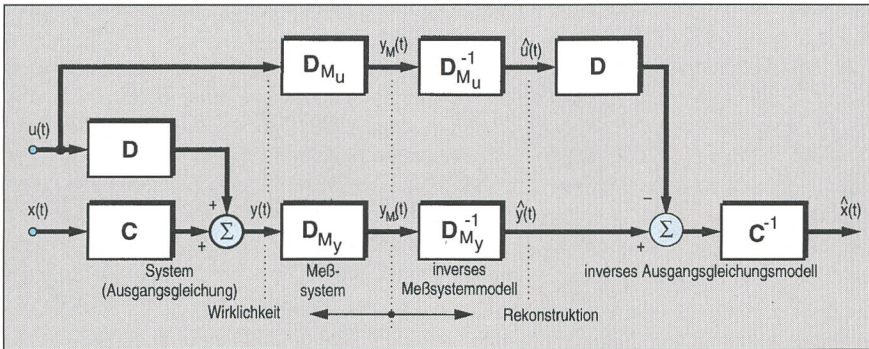 y_M(t) û(t)
D_{M_u} D_{M_u}^{-1} D
u(t)
D
−
x(t) + y(t) y_M(t) ŷ(t) x̂(t)
C Σ D_{M_y} D_{M_y}^{-1} Σ C^{-1}
+ +
System Meß- inverses inverses Ausgangsgleichungsmodell
(Ausgangsgleichung) system Meßsystemmodell
Wirklichkeit Rekonstruktion